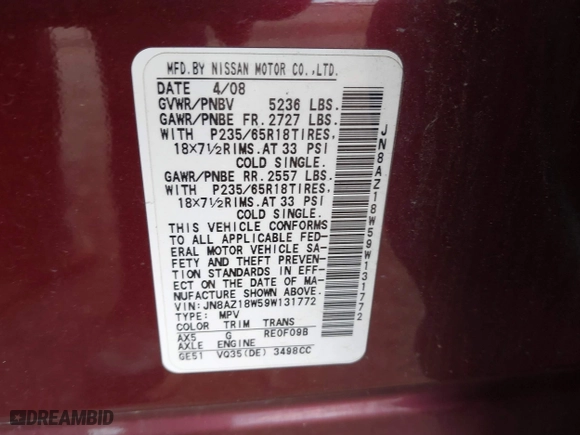 MFD.BY NISSAN MOTOR CO.,LTD.
DATE 4/08
GVWR/PNBV 5236 LBS.
GAWR/PNBE FR.2727 LBS.
WITH P235/65R18TIRES,
18×7½RIMS.AT 33 PSI
COLD SINGLE.
GAWR/PNBE RR.2557 LBS.
WITH P235/65R18TIRES,
18×7½RIMS.AT 33 PSI
COLD SINGLE.
THIS VEHICLE CONFORMS
TO ALL APPLICABLE FED-
ERAL MOTOR VEHICLE SA-
FETY AND THEFT PREVEN-
TION STANDARDS IN EFF-
ECT ON THE DATE OF MA-
NUFACTURE SHOWN ABOVE.
VIN:JN8AZ18W59W131772
TYPE: MPV
COLOR TRIM TRANS
AX5 G RE0F09B
AXLE ENGINE
GE51 VQ35(DE) 3498CC
JN8AZ18W59W131772
DREAMBID